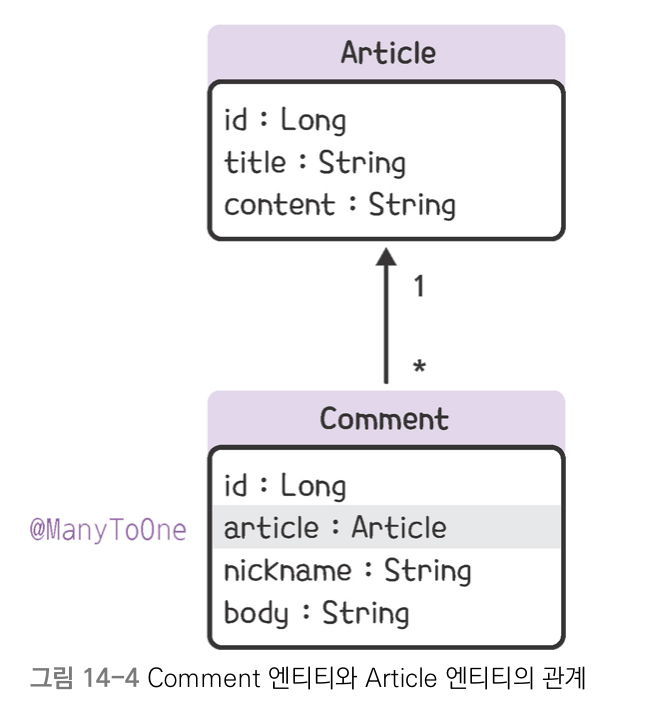 Article
id : Long
title : String
content : String
1
*
Comment
id : Long
@ManyToOne article : Article
nickname : String
body : String
그림 14-4 Comment 엔티티와 Article 엔티티의 관계